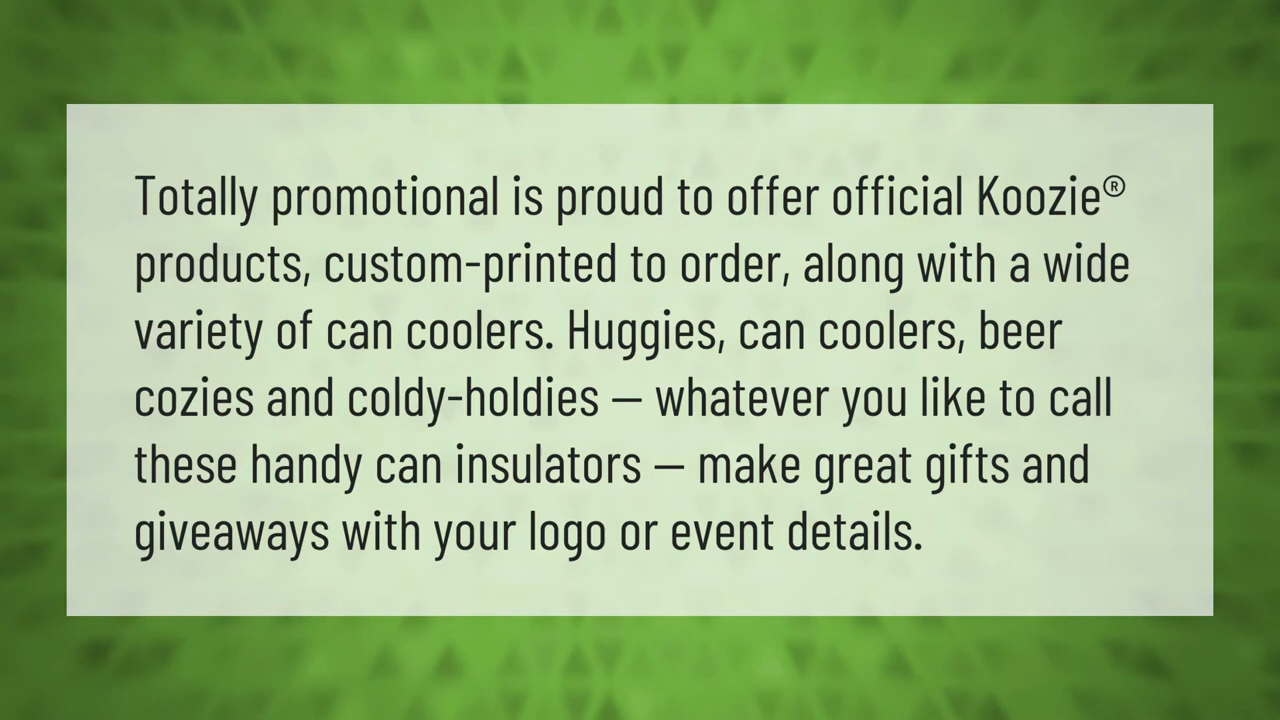 Totally promotional is proud to offer official Koozie®
products, custom-printed to order, along with a wide
variety of can coolers. Huggies, can coolers, beer
cozies and coldy-holdies — whatever you like to call
these handy can insulators — make great gifts and
giveaways with your logo or event details.